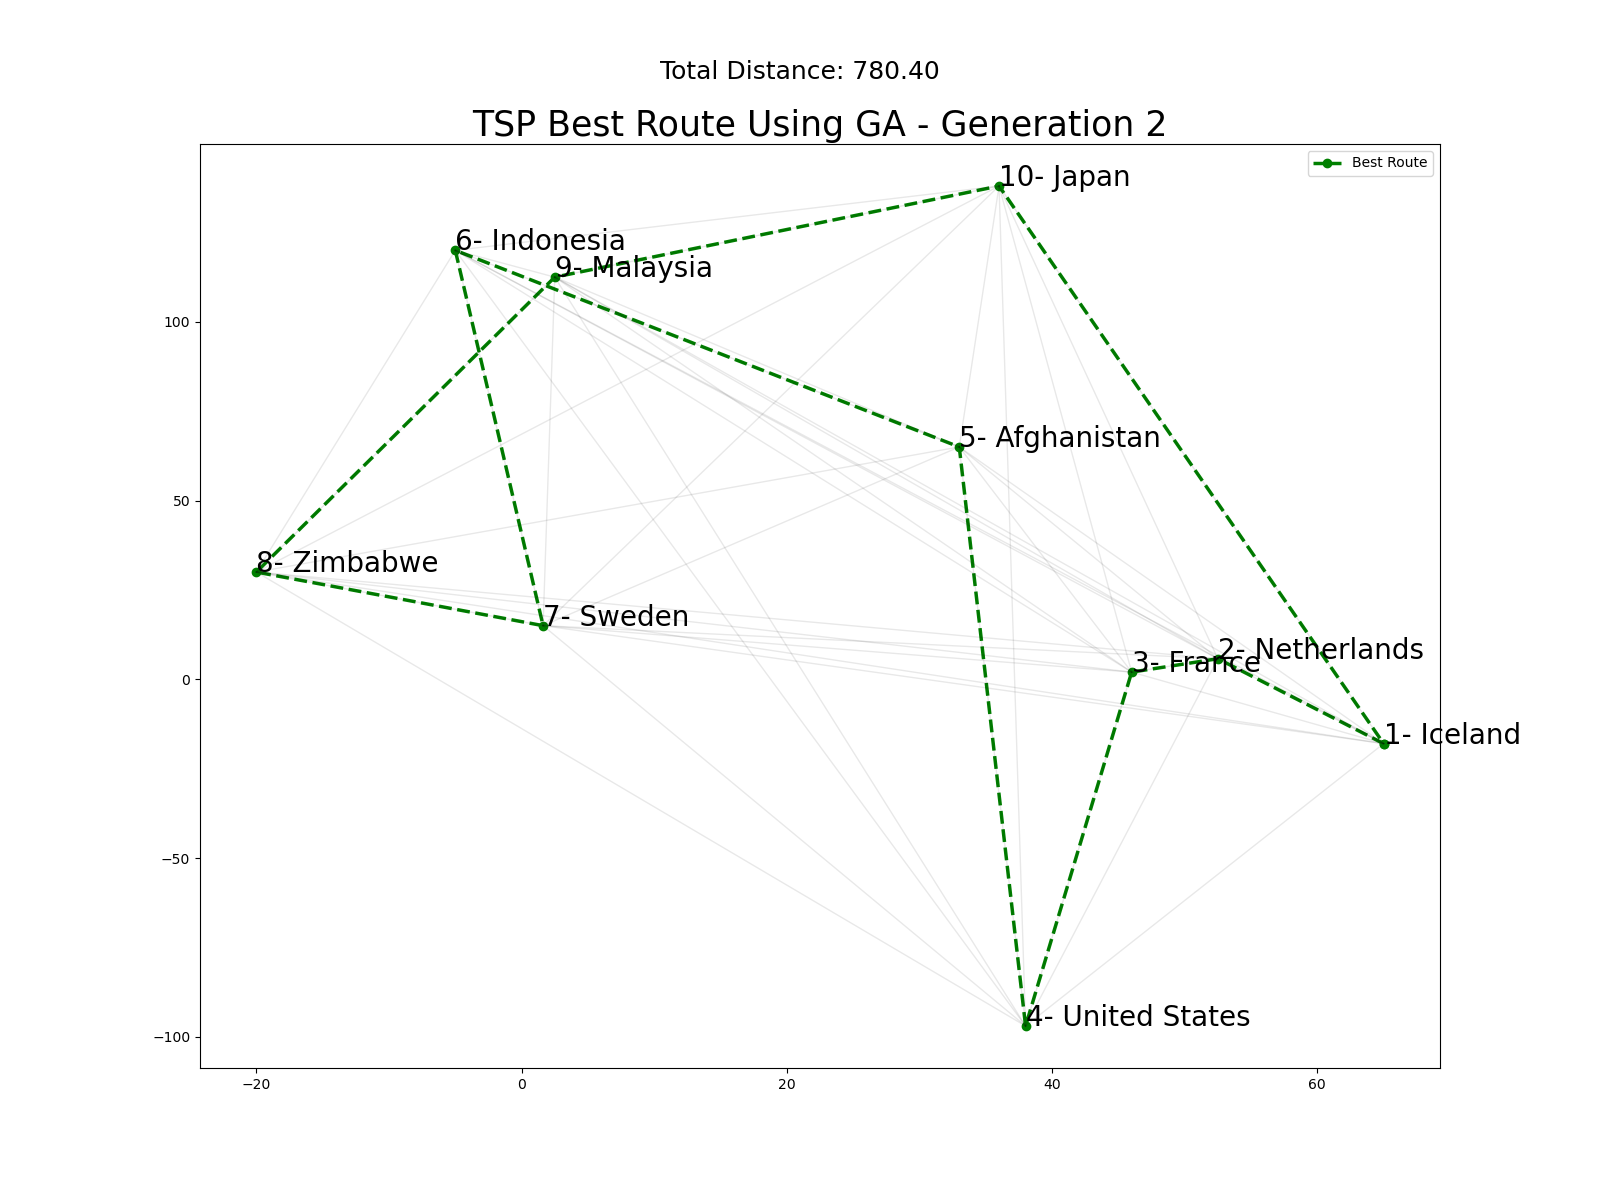 Total Distance: 780.40
TSP Best Route Using GA - Generation 2
Best Route
10- Japan
6- Indonesia
9- Malaysia
5- Afghanistan
8- Zimbabwe
7- Sweden
2- Netherlands
3- France
1- Iceland
4- United States
100
50
0
−50
−100
−20
0
20
40
60